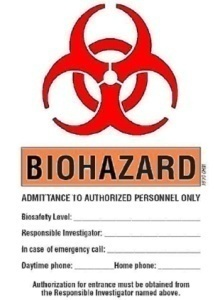 BIOHAZARD
ADMITTANCE TO AUTHORIZED PERSONNEL ONLY
Biosafety Level:
Responsible Investigator:
In case of emergency call:
Daytime phone: Home phone:
Authorization for entrance must be obtained from
the Responsible Investigator named above.